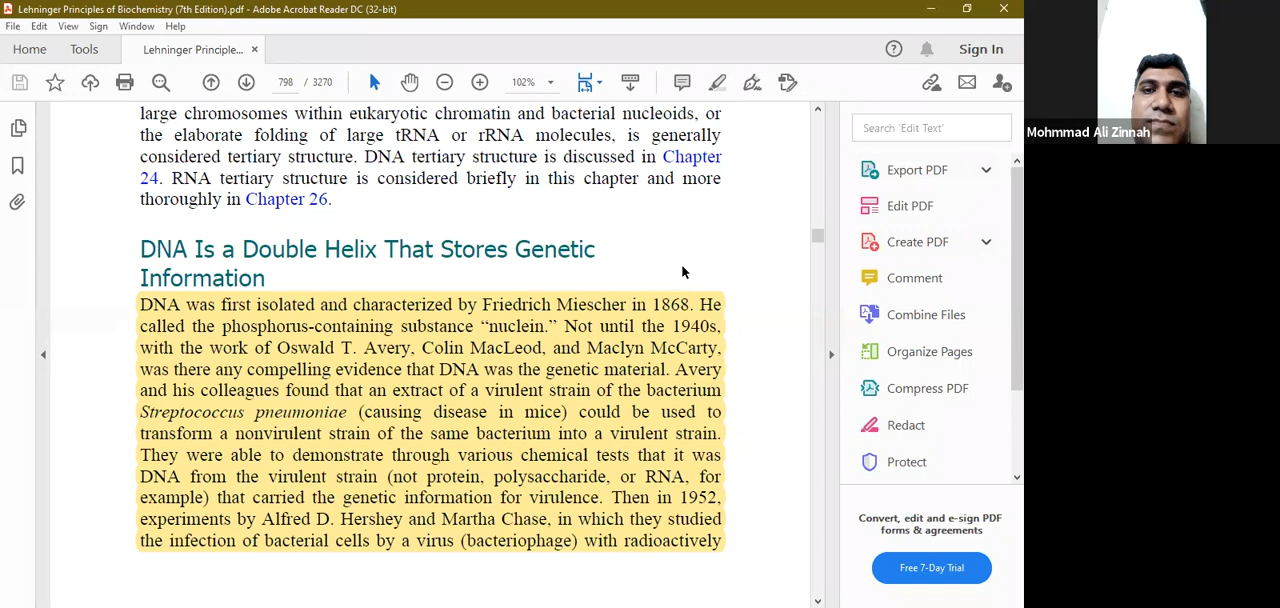 Lehninger Principles of Biochemistry (7th Edition).pdf - Adobe Acrobat Reader DC (32-bit)
File Edit View Sign Window Help
Home Tools Lehninger Principle... × Sign In
798 / 3270 102%
large chromosomes within eukaryotic chromatin and bacterial nucleoids, or
the elaborate folding of large tRNA or rRNA molecules, is generally
considered tertiary structure. DNA tertiary structure is discussed in Chapter
24. RNA tertiary structure is considered briefly in this chapter and more
thoroughly in Chapter 26.
DNA Is a Double Helix That Stores Genetic
Information
DNA was first isolated and characterized by Friedrich Miescher in 1868. He
called the phosphorus-containing substance “nuclein.” Not until the 1940s,
with the work of Oswald T. Avery, Colin MacLeod, and Maclyn McCarty,
was there any compelling evidence that DNA was the genetic material. Avery
and his colleagues found that an extract of a virulent strain of the bacterium
Streptococcus pneumoniae (causing disease in mice) could be used to
transform a nonvirulent strain of the same bacterium into a virulent strain.
They were able to demonstrate through various chemical tests that it was
DNA from the virulent strain (not protein, polysaccharide, or RNA, for
example) that carried the genetic information for virulence. Then in 1952,
experiments by Alfred D. Hershey and Martha Chase, in which they studied
the infection of bacterial cells by a virus (bacteriophage) with radioactively
Search 'Edit Text'
Export PDF
Edit PDF
Create PDF
Comment
Combine Files
Organize Pages
Compress PDF
Redact
Protect
Convert, edit and e-sign PDF
forms & agreements
Free 7-Day Trial
Mohmmad Ali Zinnah